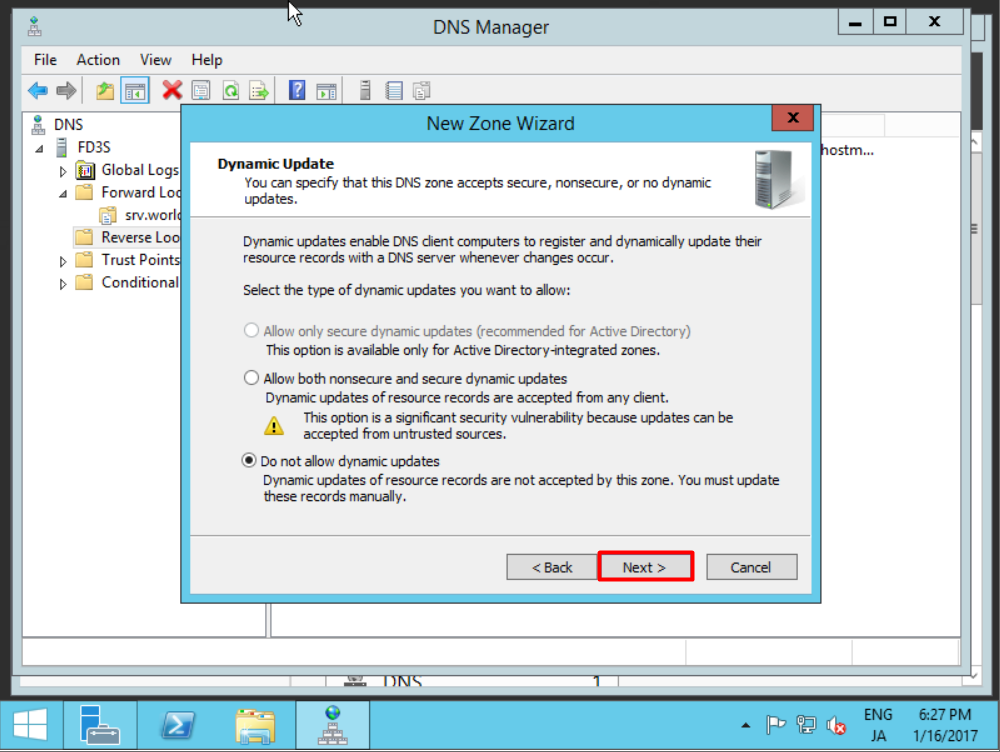 DNS Manager
File Action View Help
DNS
FD3S
Global Logs
Forward Loo
srv.world
Reverse Loo
Trust Points
Conditional
hostm...
New Zone Wizard
Dynamic Update
You can specify that this DNS zone accepts secure, nonsecure, or no dynamic
updates.
Dynamic updates enable DNS client computers to register and dynamically update their
resource records with a DNS server whenever changes occur.
Select the type of dynamic updates you want to allow:
Allow only secure dynamic updates (recommended for Active Directory)
This option is available only for Active Directory-integrated zones.
Allow both nonsecure and secure dynamic updates
Dynamic updates of resource records are accepted from any client.
This option is a significant security vulnerability because updates can be
accepted from untrusted sources.
Do not allow dynamic updates
Dynamic updates of resource records are not accepted by this zone. You must update
these records manually.
< Back Next > Cancel
DNS 1
ENG 6:27 PM
JA 1/16/2017